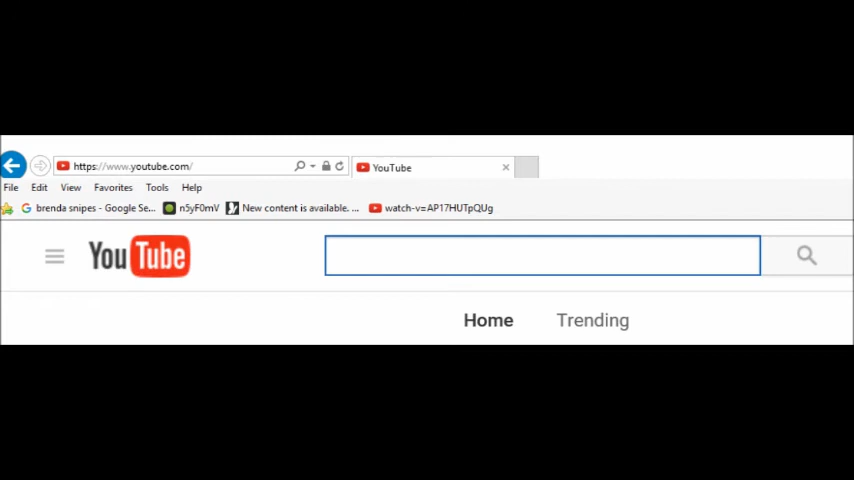 https://www.youtube.com/ YouTube
File Edit View Favorites Tools Help
brenda snipes - Google Se... n5yF0mV New content is available. ... watch-v=AP17HUTpQUg
YouTube
Home Trending